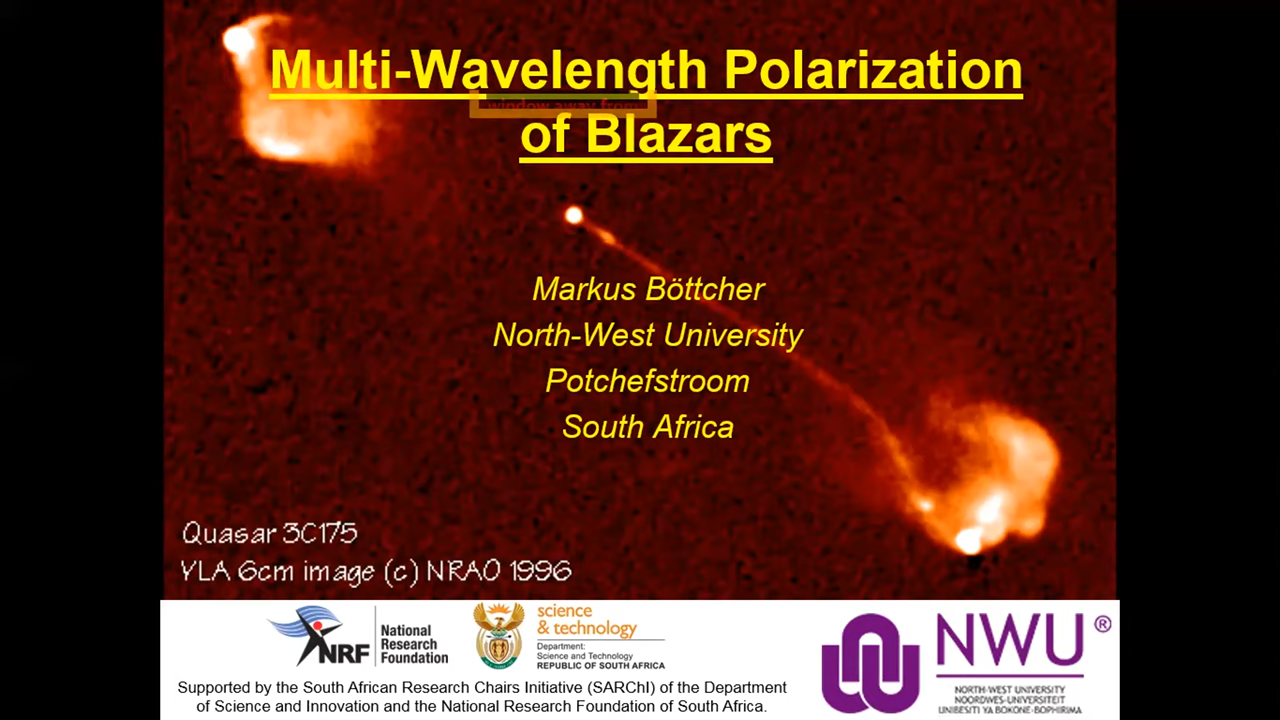 Multi-Wavelength Polarization
window away from
of Blazars
Markus Böttcher
North-West University
Potchefstroom
South Africa
Quasar 3C175
VLA 6cm image (c) NRAO 1996
NRF
National
Research
Foundation
science
& technology
Department:
Science and Technology
REPUBLIC OF SOUTH AFRICA
NWU ®
NORTH-WEST UNIVERSITY
NOORDWES-UNIVERSITEIT
UNIBESITI YA BOKONE-BOPHIRIMA
Supported by the South African Research Chairs Initiative (SARChI) of the Department
of Science and Innovation and the National Research Foundation of South Africa.